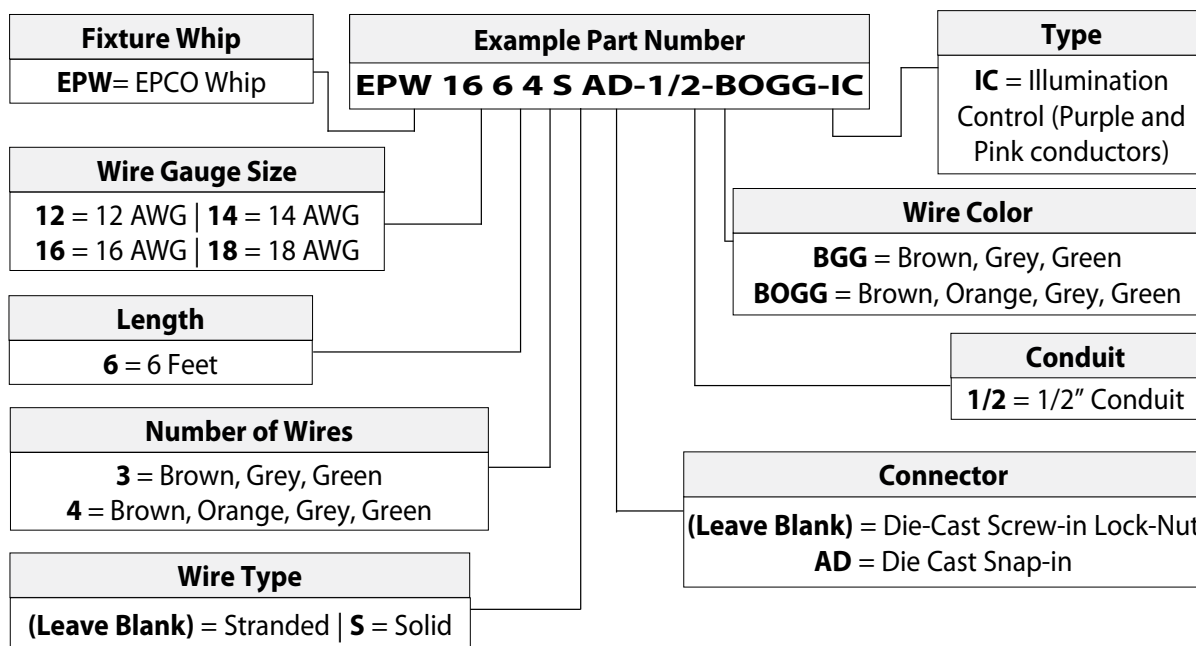 Fixture Whip
EPW= EPCO Whip
Example Part Number
EPW 16 6 4 S AD-1/2-BOGG-IC
Type
IC = Illumination
Control (Purple and
Pink conductors)
Wire Gauge Size
12 = 12 AWG | 14 = 14 AWG
16 = 16 AWG | 18 = 18 AWG
Wire Color
BGG = Brown, Grey, Green
BOGG = Brown, Orange, Grey, Green
Length
6 = 6 Feet
Conduit
1/2 = 1/2” Conduit
Number of Wires
3 = Brown, Grey, Green
4 = Brown, Orange, Grey, Green
Connector
(Leave Blank) = Die-Cast Screw-in Lock-Nut
AD = Die Cast Snap-in
Wire Type
(Leave Blank) = Stranded | S = Solid